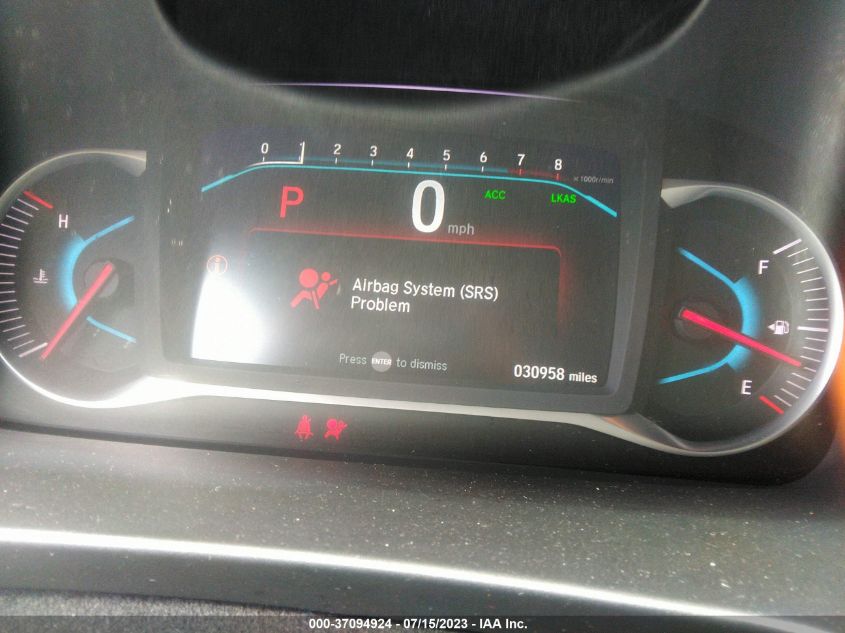 0 1 2 3 4 5 6 7 8
x 1000r/min
P 0 mph
ACC LKAS
H
F
E
i
Airbag System (SRS)
Problem
Press ENTER to dismiss
030958 miles
000-37094924 - 07/15/2023 - IAA Inc.